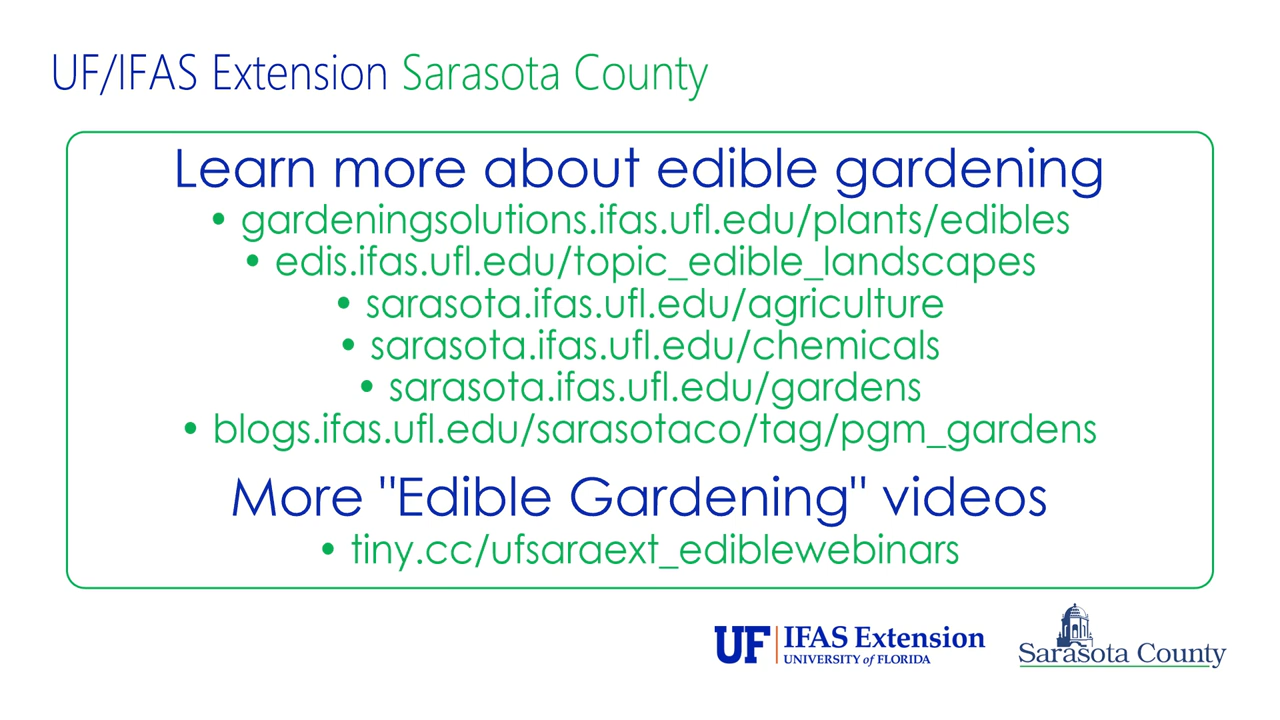 UF/IFAS Extension Sarasota County
Learn more about edible gardening
• gardeningsolutions.ifas.ufl.edu/plants/edibles
• edis.ifas.ufl.edu/topic_edible_landscapes
• sarasota.ifas.ufl.edu/agriculture
• sarasota.ifas.ufl.edu/chemicals
• sarasota.ifas.ufl.edu/gardens
• blogs.ifas.ufl.edu/sarasotaco/tag/pgm_gardens
More "Edible Gardening" videos
• tiny.cc/ufsaraext_ediblewebinars
UF IFAS Extension
UNIVERSITY of FLORIDA
Sarasota County